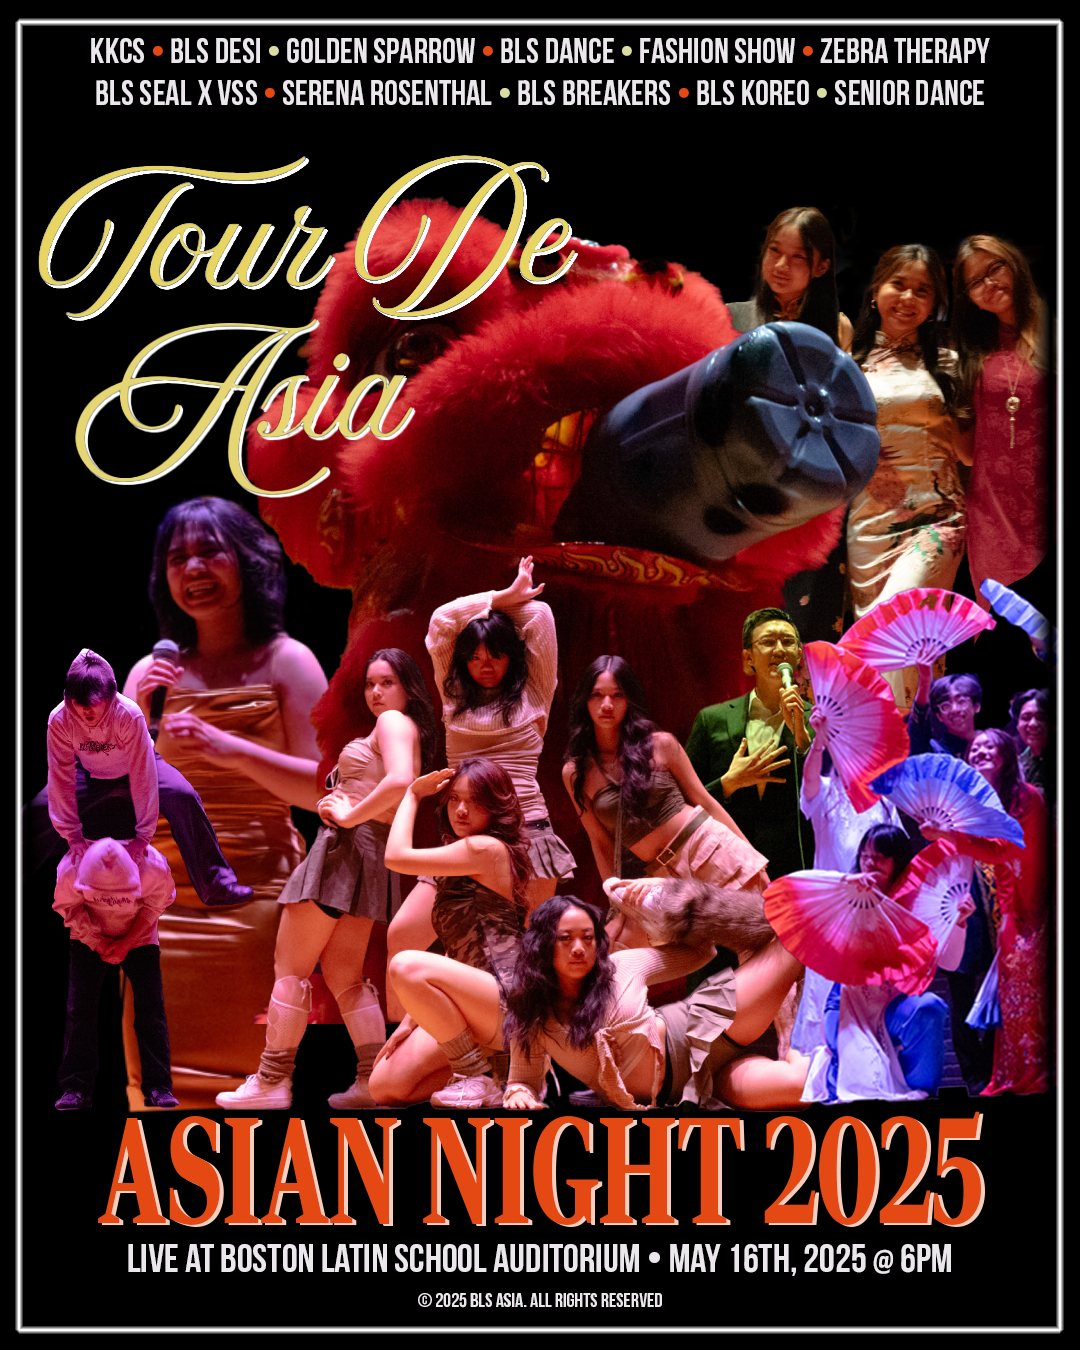 KKCS • BLS DESI • GOLDEN SPARROW • BLS DANCE • FASHION SHOW • ZEBRA THERAPY
BLS SEAL X VSS • SERENA ROSENTHAL • BLS BREAKERS • BLS KOREO • SENIOR DANCE
Tour De
Asia
ASIAN NIGHT 2025
LIVE AT BOSTON LATIN SCHOOL AUDITORIUM • MAY 16TH, 2025 @ 6PM
© 2025 BLS ASIA. ALL RIGHTS RESERVED